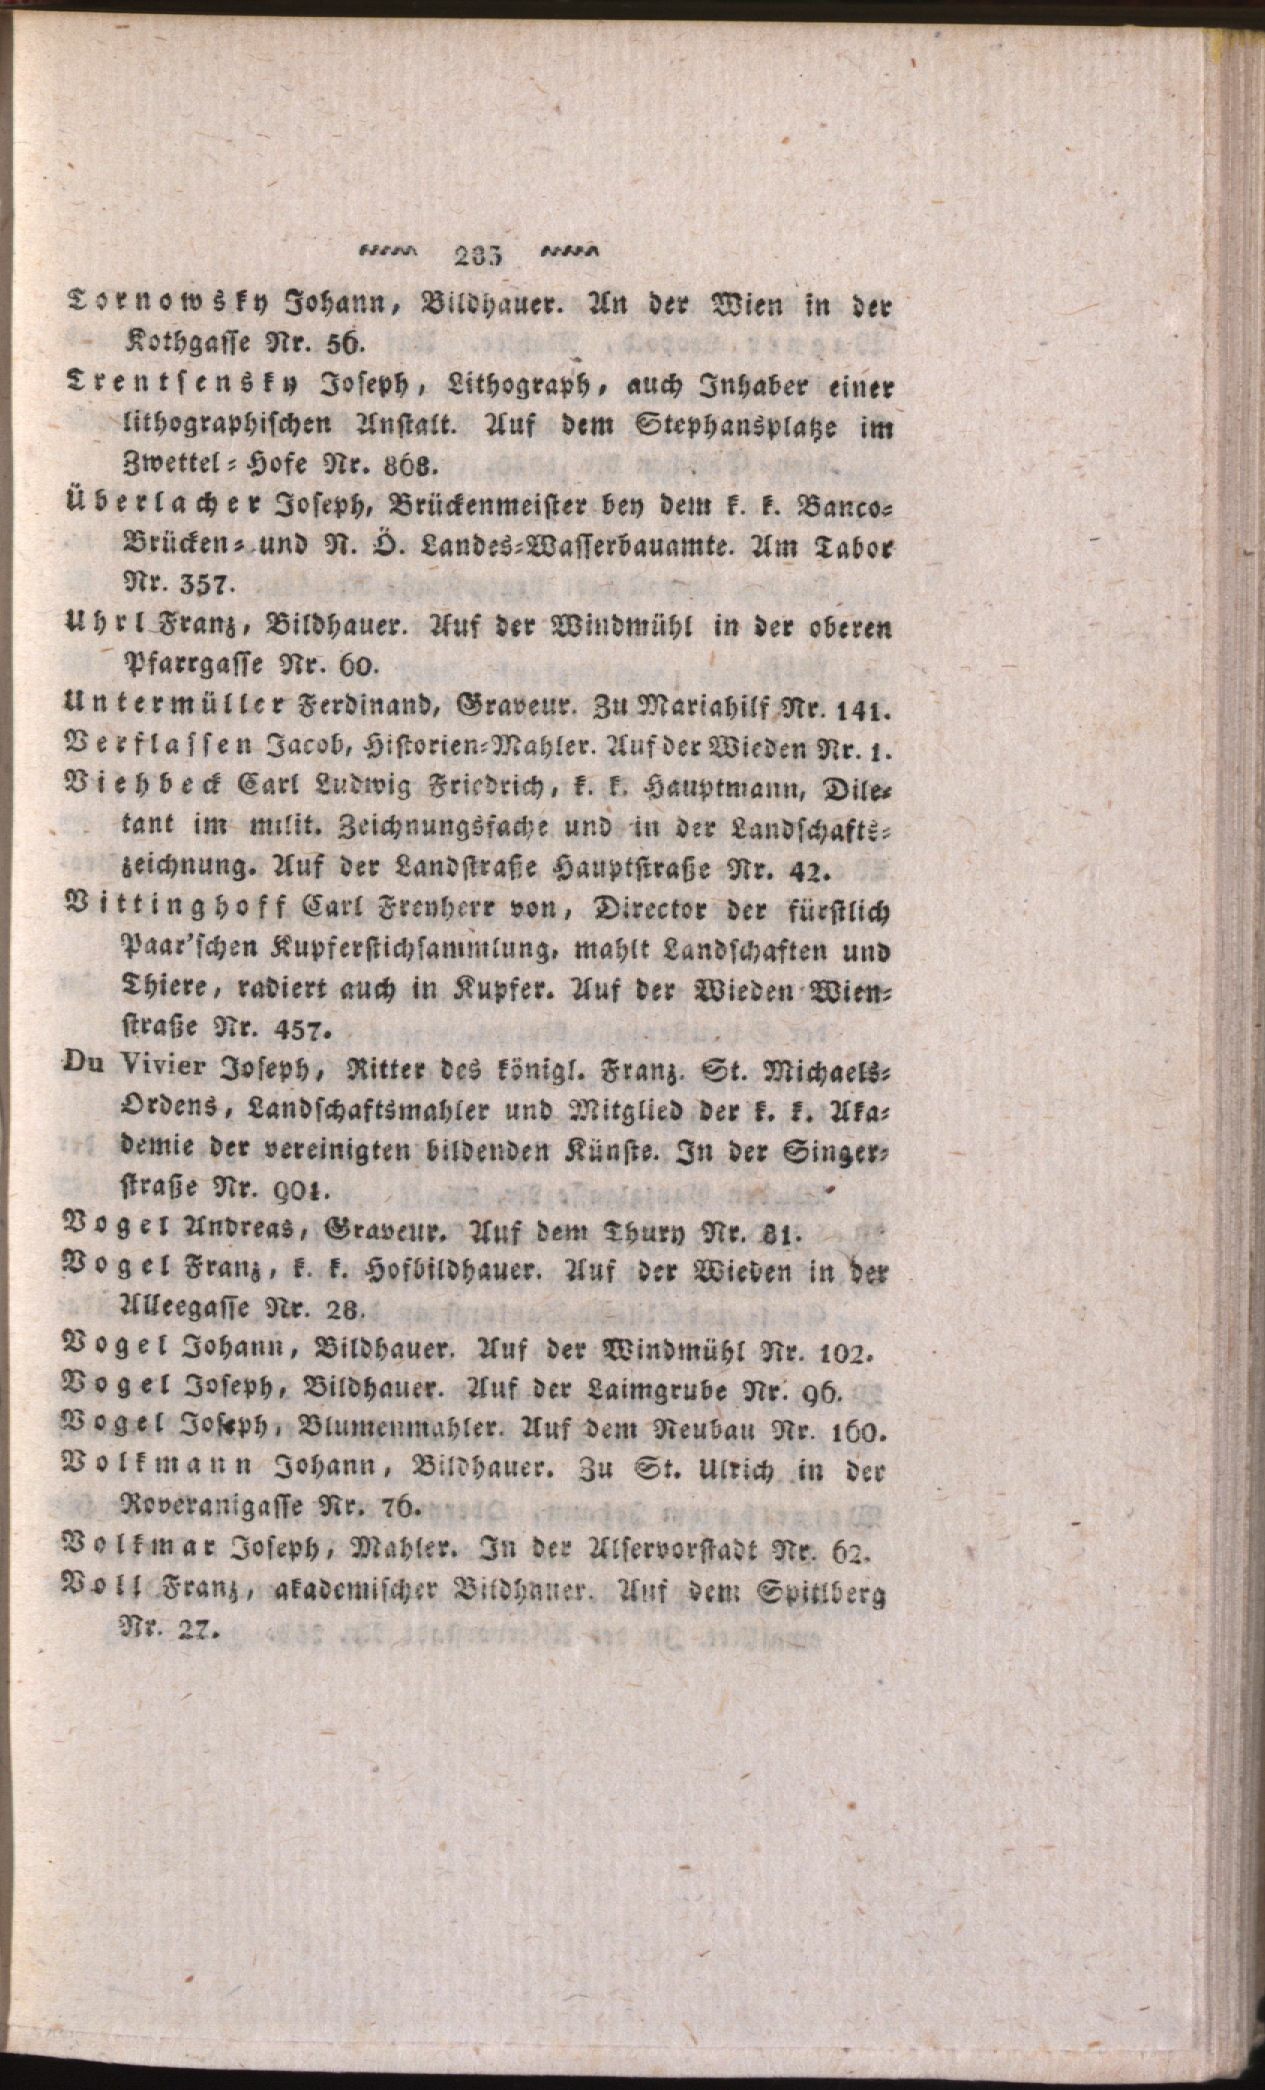 283
Tornowsky Johann, Bildhauer. An der Wien in der
Kothgasse Nr. 56.
Trentsensky Joseph, Lithograph, auch Inhaber einer
lithographischen Anstalt. Auf dem Stephansplatze im
Zwettel-Hofe Nr. 868.
Überlacher Joseph, Brückenmeister bey dem k. k. Banco-
Brücken- und N. Ö. Landes-Wasserbauamte. Am Tabor
Nr. 357.
Uhrl Franz, Bildhauer. Auf der Windmühl in der oberen
Pfarrgasse Nr. 60.
Untermüller Ferdinand, Graveur. Zu Mariahilf Nr. 141.
Verflassen Jacob, Historien-Mahler. Auf der Wieden Nr. 1.
Viehbeck Carl Ludwig Friedrich, k. k. Hauptmann, Dile-
tant im milit. Zeichnungsfache und in der Landschafts-
zeichnung. Auf der Landstraße Hauptstraße Nr. 42.
Vittinghoff Carl Freyherr von, Director der fürstlich
Paar'schen Kupferstichsammlung, mahlt Landschaften und
Thiere, radiert auch in Kupfer. Auf der Wieden Wien-
straße Nr. 457.
Du Vivier Joseph, Ritter des königl. Franz. St. Michaels-
Ordens, Landschaftsmahler und Mitglied der k. k. Aka-
demie der vereinigten bildenden Künste. In der Singer-
straße Nr. 901.
Vogel Andreas, Graveur. Auf dem Thury Nr. 81.
Vogel Franz, k. k. Hofbildhauer. Auf der Wieden in der
Alleegasse Nr. 28.
Vogel Johann, Bildhauer. Auf der Windmühl Nr. 102.
Vogel Joseph, Bildhauer. Auf der Laimgrube Nr. 96.
Vogel Joseph, Blumenmahler. Auf dem Neubau Nr. 160.
Volkmann Johann, Bildhauer. Zu St. Ulrich in der
Roveranigasse Nr. 76.
Volkmar Joseph, Mahler. In der Alservorstadt Nr. 62.
Voll Franz, akademischer Bildhauer. Auf dem Spitlberg
Nr. 27.